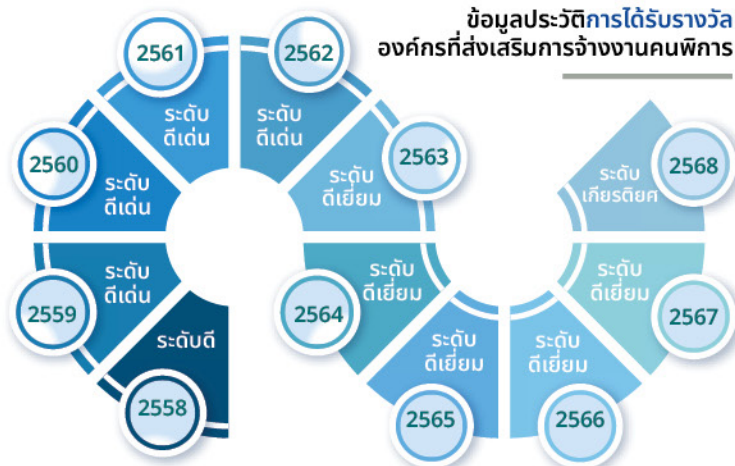 ข้อมูลประวัติการได้รับรางวัล
องค์กรที่ส่งเสริมการจ้างงานคนพิการ
2558
ระดับดี
2559
ระดับ
ดีเด่น
2560
ระดับ
ดีเด่น
2561
ระดับ
ดีเด่น
2562
ระดับ
ดีเด่น
2563
ระดับ
ดีเยี่ยม
2564
ระดับ
ดีเยี่ยม
2565
ระดับ
ดีเยี่ยม
2566
ระดับ
ดีเยี่ยม
2567
ระดับ
ดีเยี่ยม
2568
ระดับ
เกียรติยศ